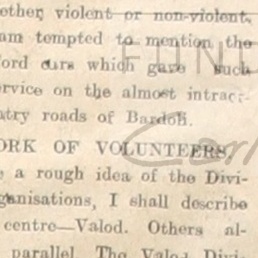 other violent or non-violent,
am tempted to mention the
ord cars which gave such
ervice on the almost intrac-
try roads of Bardoli.
ORK OF VOLUNTEERS.
e a rough idea of the Divi-
ganisations, I shall describe
centre—Valod. Others al-
parallel. The Valod Divi-